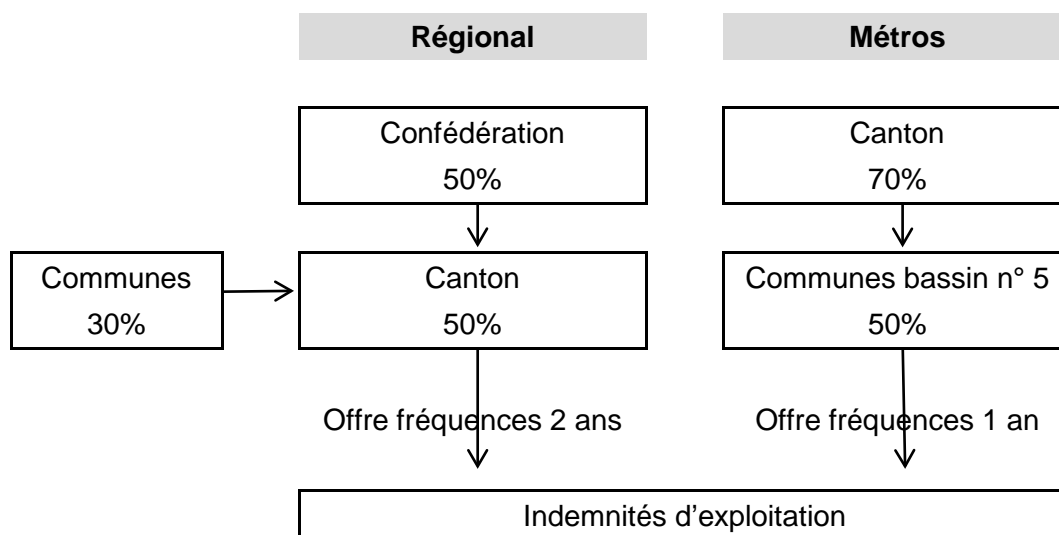 Régional
Métros
Confédération
50%
Canton
70%
Communes
30%
Canton
50%
Communes bassin n° 5
50%
Offre fréquences 2 ans
Offre fréquences 1 an
Indemnités d'exploitation